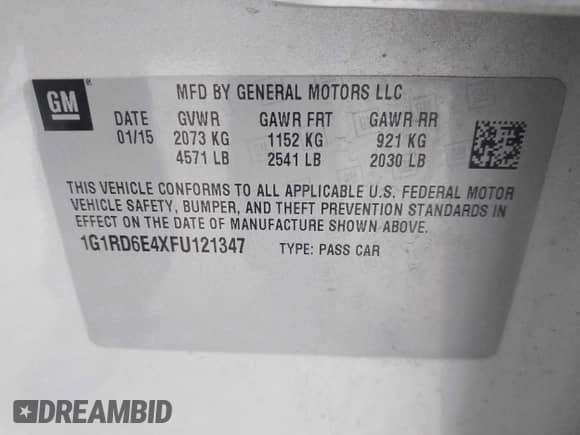 GM ®
MFD BY GENERAL MOTORS LLC
DATE GVWR GAWR FRT GAWR RR
01/15 2073 KG 1152 KG 921 KG
4571 LB 2541 LB 2030 LB
THIS VEHICLE CONFORMS TO ALL APPLICABLE U.S. FEDERAL MOTOR
VEHICLE SAFETY, BUMPER, AND THEFT PREVENTION STANDARDS IN
EFFECT ON THE DATE OF MANUFACTURE SHOWN ABOVE.
1G1RD6E4XFU121347 TYPE: PASS CAR
DREAMBID